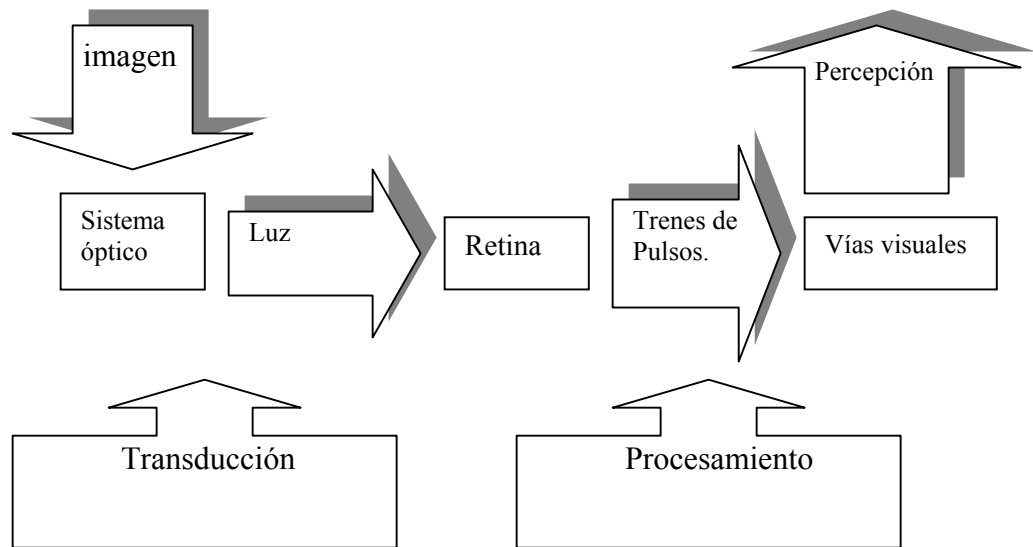 imagen
Percepción
Sistema
óptico
Luz
Retina
Trenes de
Pulsos.
Vías visuales
Transducción
Procesamiento